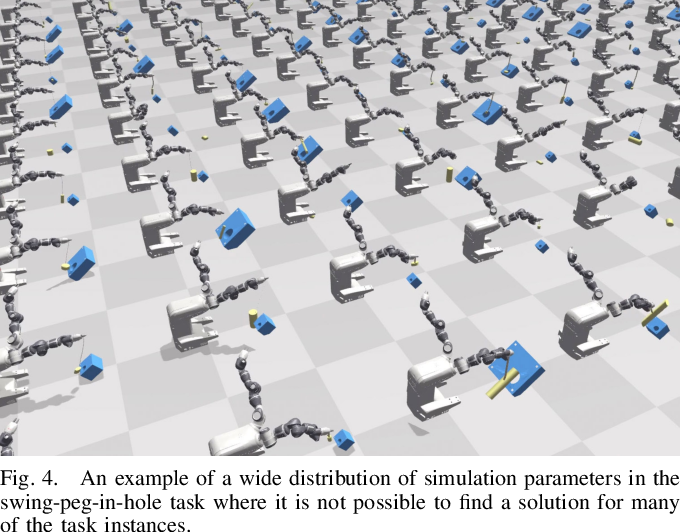 Fig. 4. An example of a wide distribution of simulation parameters in the
swing-peg-in-hole task where it is not possible to find a solution for many
of the task instances.